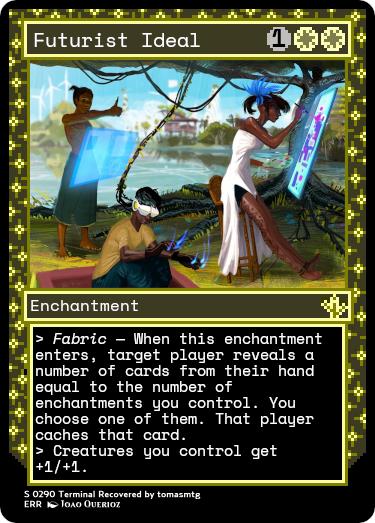 Futurist Ideal 1
Enchantment
> Fabric — When this enchantment
enters, target player reveals a
number of cards from their hand
equal to the number of
enchantments you control. You
choose one of them. That player
caches that card.
> Creatures you control get
+1/+1.
S 0290 Terminal Recovered by tomasmtg
ERR Joao Querioz